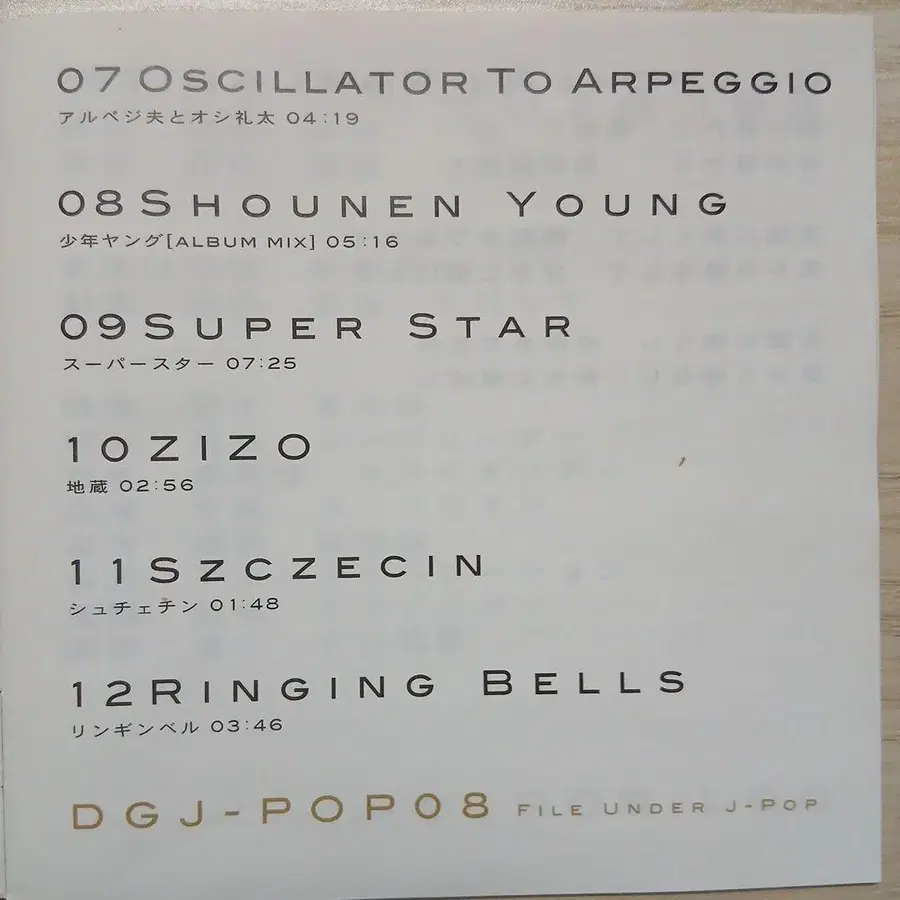 07 OSCILLATOR TO ARPEGGIO
アルペジ夫とオシ礼太 04:19
08 SHOUNEN YOUNG
少年ヤング[ALBUM MIX] 05:16
09 SUPER STAR
スーパースター 07:25
10 ZIZO
地蔵 02:56
11 SZCZECIN
シュチェチン 01:48
12 RINGING BELLS
リンギンベル 03:46
DGJ-POP08 FILE UNDER J-POP